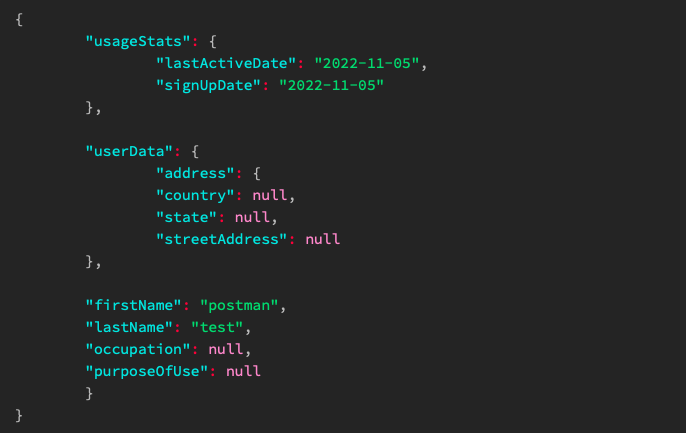 {
"usageStats": {
"lastActiveDate": "2022-11-05",
"signUpDate": "2022-11-05"
},
"userData": {
"address": {
"country": null,
"state": null,
"streetAddress": null
},
"firstName": "postman",
"lastName": "test",
"occupation": null,
"purposeOfUse": null
}
}